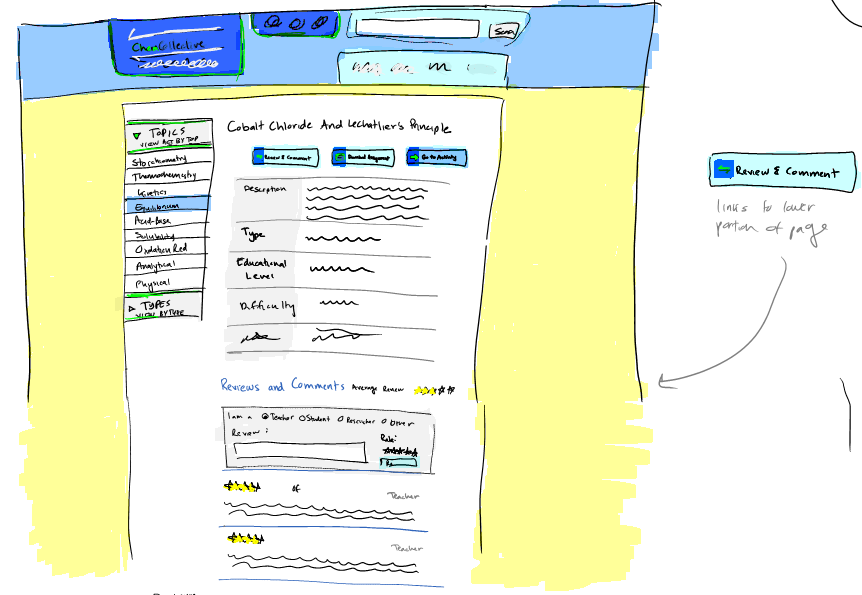 ChemCollective
Send
TOPICS
VIEW ACT BY TOP
Stoichiometry
Thermochemistry
Kinetics
Equilibrium
Acid-Base
Solubility
Oxidation Red
Analytical
Physical
TYPES
VIEW BY TYPE
Cobalt Chloride And Lechatlier's Principle
Review & Comment
Download Assignment
Go to Activity
Description
Type
Educational
Level
Difficulty
Reviews and Comments Average Review
I am a Teacher Student Researcher Other
Review:
Rate:
of
Teacher
Teacher
Review & Comment
links to lower
portion of page